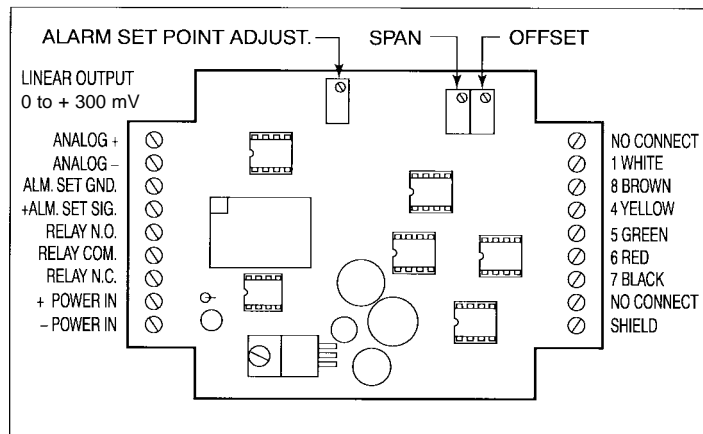 ALARM SET POINT ADJUST.
SPAN
OFFSET
LINEAR OUTPUT
0 to + 300 mV
ANALOG +
ANALOG –
ALM. SET GND.
+ALM. SET SIG.
RELAY N.O.
RELAY COM.
RELAY N.C.
+ POWER IN
– POWER IN
NO CONNECT
1 WHITE
8 BROWN
4 YELLOW
5 GREEN
6 RED
7 BLACK
NO CONNECT
SHIELD